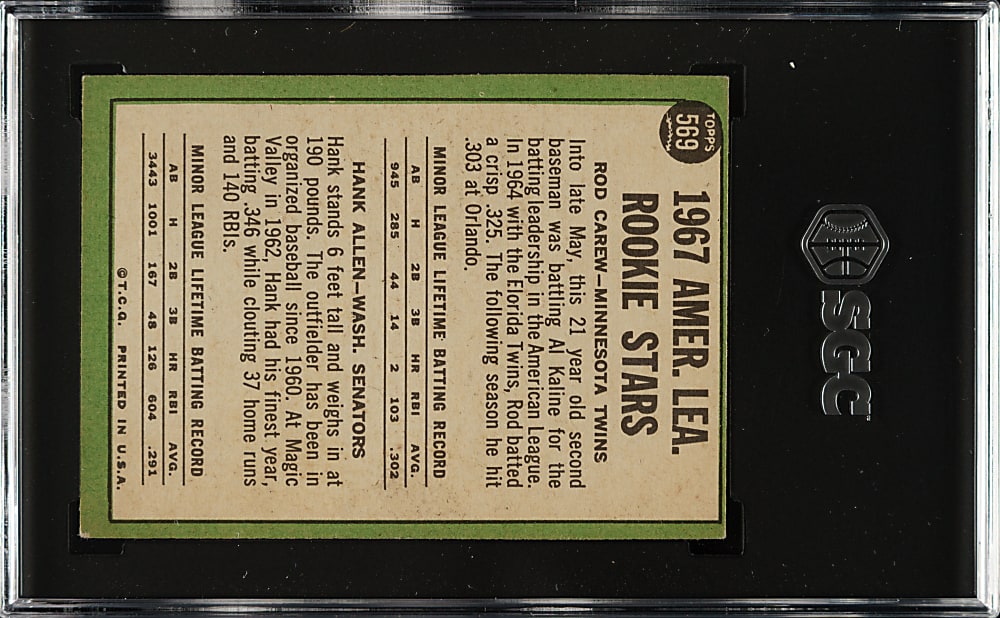 SGC
TOPPS
569
1967 AMER. LEA.
ROOKIE STARS
ROD CAREW—MINNESOTA TWINS
Into late May, this 21 year old second
baseman was battling Al Kaline for the
batting leadership in the American League.
In 1964 with the Florida Twins, Rod batted
a crisp .325. The following season he hit
.303 at Orlando.
MINOR LEAGUE LIFETIME BATTING RECORD
AB H 2B 3B HR RBI AVG.
945 285 44 14 2 103 .302
HANK ALLEN—WASH. SENATORS
Hank stands 6 feet tall and weighs in at
190 pounds. The outfielder has been in
organized baseball since 1960. At Magic
Valley in 1962, Hank had his finest year,
batting .346 while clouting 37 home runs
and 140 RBIs.
MINOR LEAGUE LIFETIME BATTING RECORD
AB H 2B 3B HR RBI AVG.
3443 1001 167 48 126 604 .291
©T.C.G. PRINTED IN U.S.A.